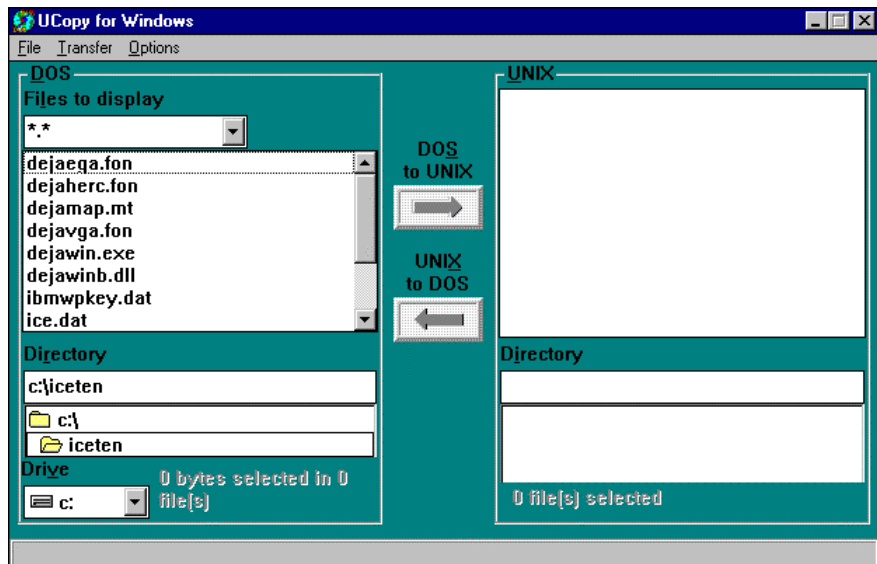 UCopy for Windows
File Transfer Options
DOS
Files to display
*.*
dejaega.fon
dejaherc.fon
dejamap.mt
dejavga.fon
dejawin.exe
dejawinb.dll
ibmwpkey.dat
ice.dat
Directory
c:\iceten
c:\
iceten
Drive
c:
0 bytes selected in 0
file(s)
DOS
to UNIX
UNIX
to DOS
UNIX
Directory
0 file(s) selected